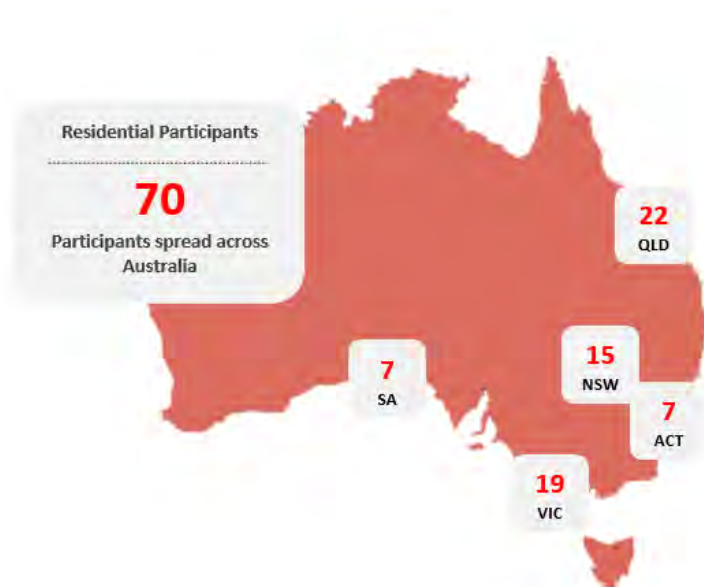 Residential Participants
70
Participants spread across
Australia
22
QLD
15
NSW
7
SA
7
ACT
19
VIC